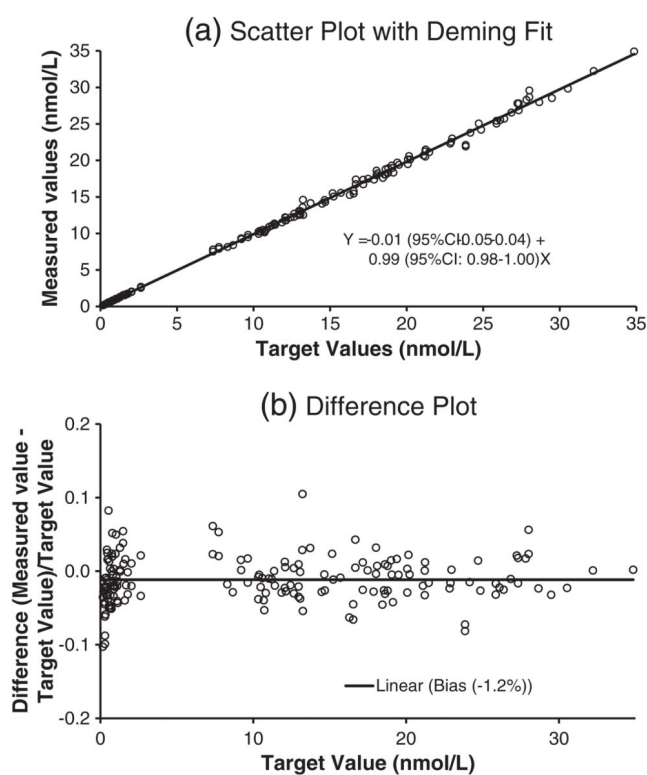 (a) Scatter Plot with Deming Fit
Measured values (nmol/L)
35
30
25
20
15
10
5
0
Y =-0.01 (95%CI-0.05-0.04) +
0.99 (95%CI: 0.98-1.00)X
0 5 10 15 20 25 30 35
Target Values (nmol/L)
(b) Difference Plot
Difference (Measured value -
Target Value)/Target Value
0.2
0.1
0.0
-0.1
-0.2
Linear (Bias (-1.2%))
0 10 20 30
Target Value (nmol/L)